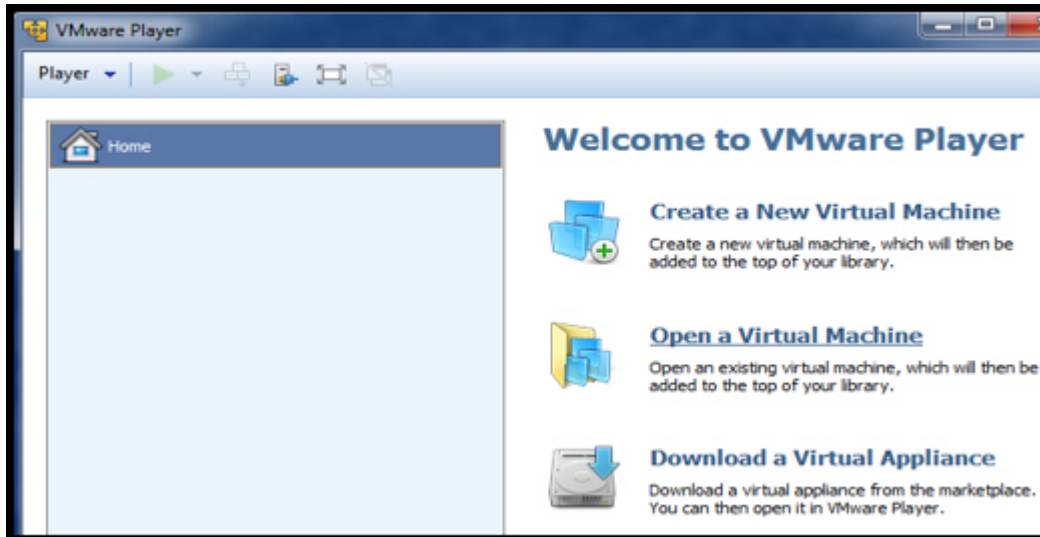 VMware Player
Player
Home
Welcome to VMware Player
Create a New Virtual Machine
Create a new virtual machine, which will then be
added to the top of your library.
Open a Virtual Machine
Open an existing virtual machine, which will then be
added to the top of your library.
Download a Virtual Appliance
Download a virtual appliance from the marketplace.
You can then open it in VMware Player.